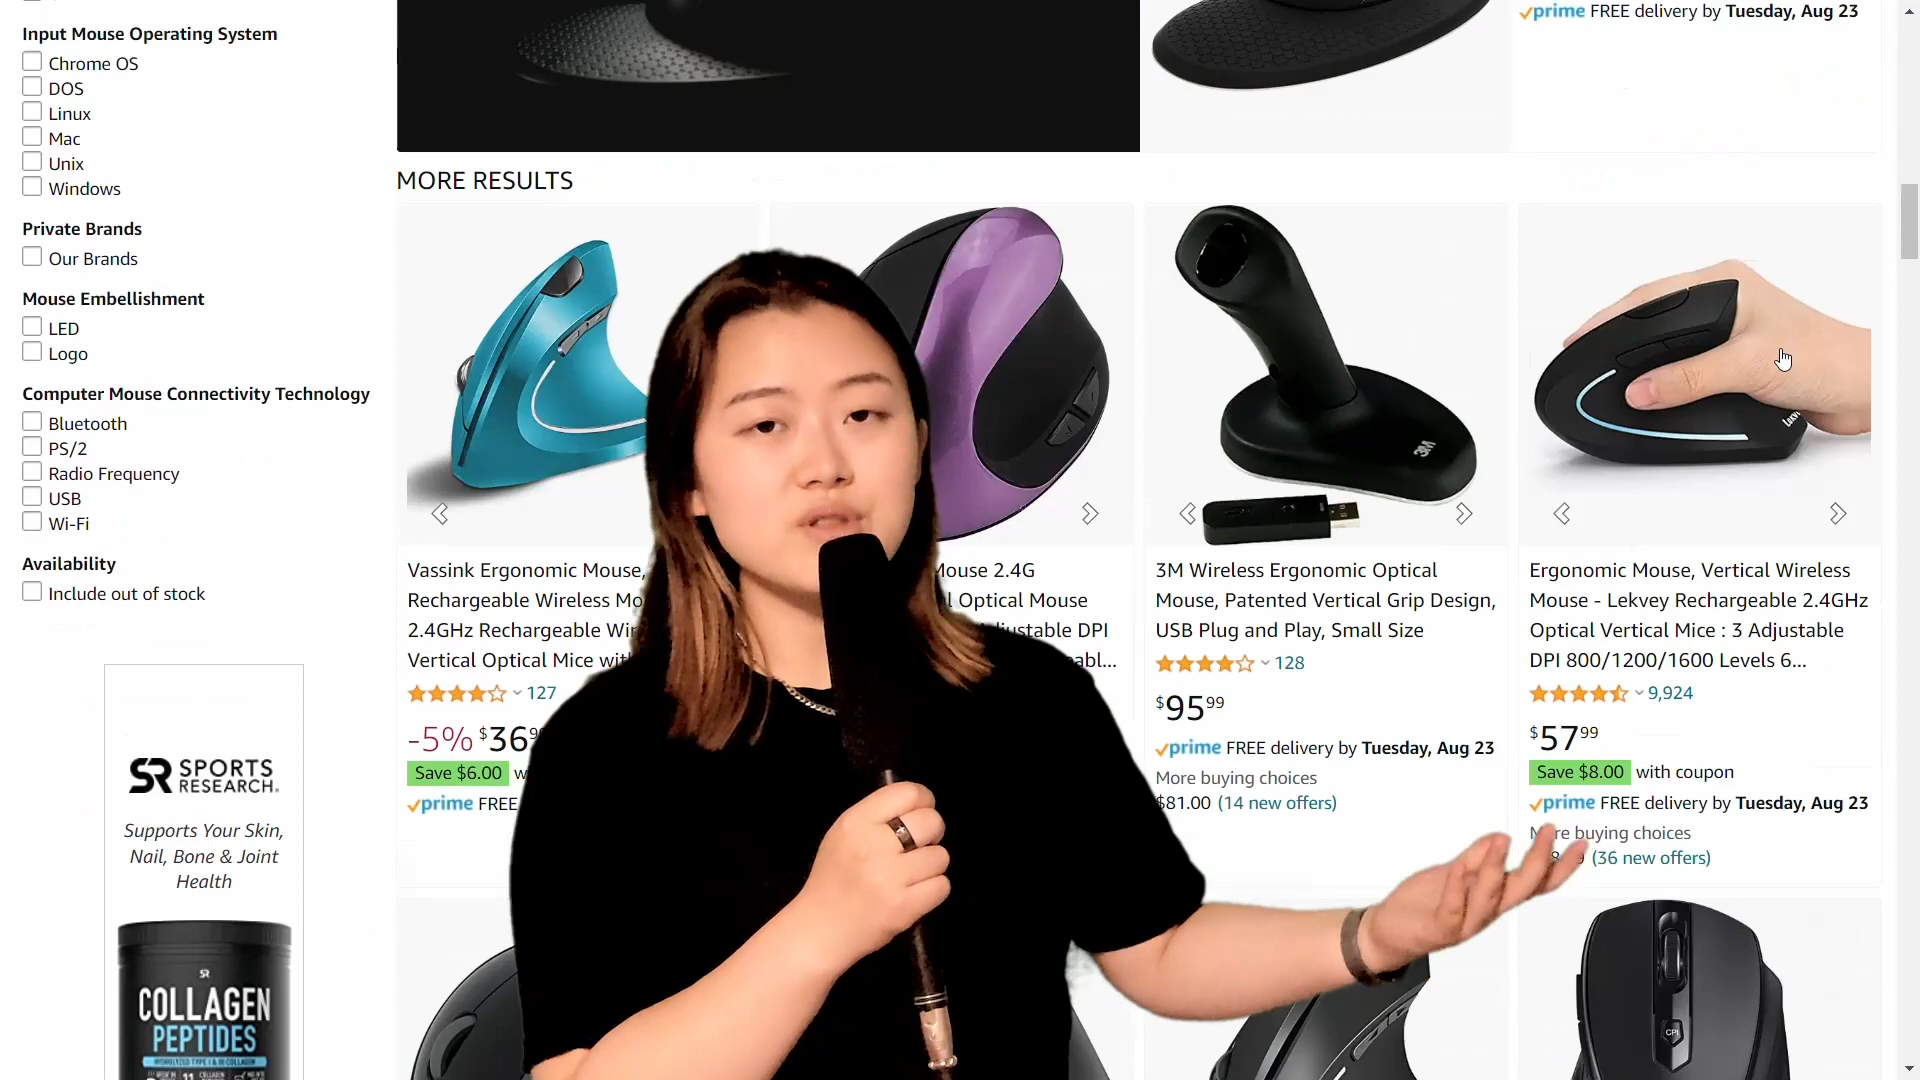 Input Mouse Operating System
Chrome OS
DOS
Linux
Mac
Unix
Windows
Private Brands
Our Brands
Mouse Embellishment
LED
Logo
Computer Mouse Connectivity Technology
Bluetooth
PS/2
Radio Frequency
USB
Wi-Fi
Availability
Include out of stock
SR SPORTS
RESEARCH
Supports Your Skin,
Nail, Bone & Joint
Health
SR
COLLAGEN
PEPTIDES
prime FREE delivery by Tuesday, Aug 23
MORE RESULTS
Vassink Ergonomic Mouse,
Rechargeable Wireless
2.4GHz Rechargeable
Vertical Optical Mice
127
-5% $36
Save $6.00
prime FREE
Mouse 2.4G
Optical Mouse
DPI
3M
3M Wireless Ergonomic Optical
Mouse, Patented Vertical Grip Design,
USB Plug and Play, Small Size
128
$95.99
prime FREE delivery by Tuesday, Aug 23
More buying choices
$81.00 (14 new offers)
Ergonomic Mouse, Vertical Wireless
Mouse - Lekvey Rechargeable 2.4GHz
Optical Vertical Mice : 3 Adjustable
DPI 800/1200/1600 Levels 6...
9,924
$57.99
Save $8.00 with coupon
prime FREE delivery by Tuesday, Aug 23
buying choices
(36 new offers)
CPI